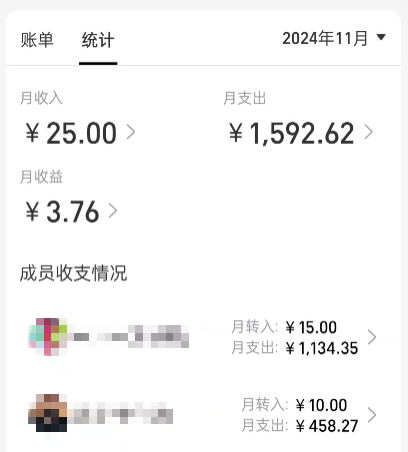 账单 统计 2024年11月
月收入 月支出
￥25.00 ￥1,592.62
月收益
￥3.76
成员收支情况
月转入: ￥15.00
月支出: ￥1,134.35
月转入: ￥10.00
月支出: ￥458.27